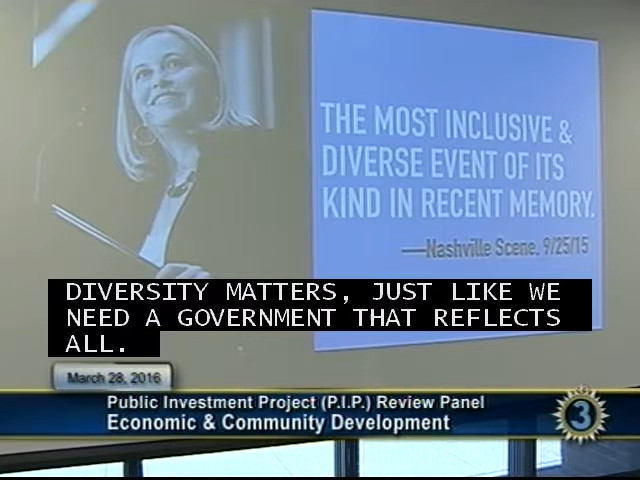 THE MOST INCLUSIVE &
DIVERSE EVENT OF ITS
KIND IN RECENT MEMORY.
—Nashville Scene, 9/25/15
DIVERSITY MATTERS, JUST LIKE WE
NEED A GOVERNMENT THAT REFLECTS
ALL.
March 28, 2016
Public Investment Project (P.I.P.) Review Panel
Economic & Community Development
3